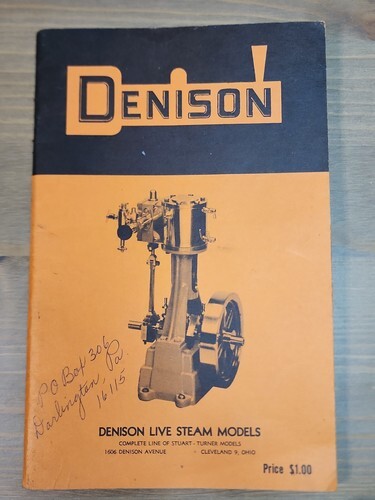 DENISON
P.O. Box 306
Darlington, Pa.
16115
DENISON LIVE STEAM MODELS
COMPLETE LINE OF STUART - TURNER MODELS
1606 DENISON AVENUE - CLEVELAND 9, OHIO
Price $1.00